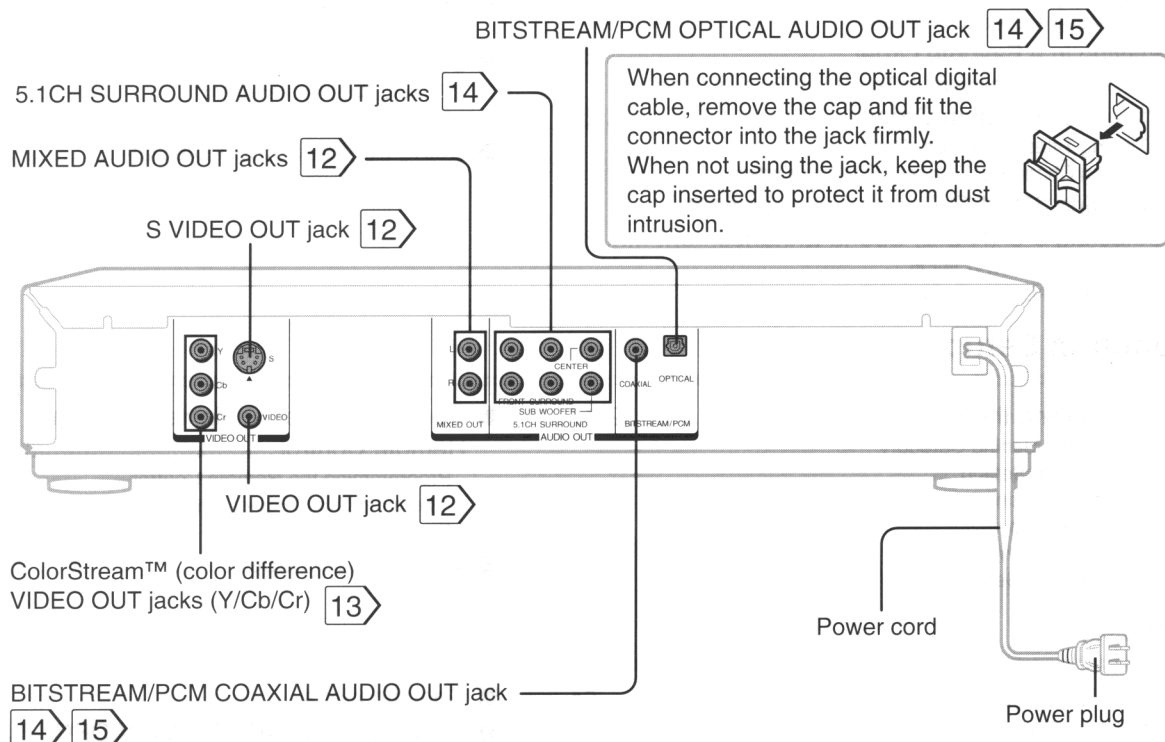 BITSTREAM/PCM OPTICAL AUDIO OUT jack 14 15
When connecting the optical digital
cable, remove the cap and fit the
connector into the jack firmly.
When not using the jack, keep the
cap inserted to protect it from dust
intrusion.
5.1CH SURROUND AUDIO OUT jacks 14
MIXED AUDIO OUT jacks 12
S VIDEO OUT jack 12
Y
S
Cb
Cr
VIDEO
VIDEO OUT
L
R
CENTER
COAXIAL
OPTICAL
FRONT SURROUND
SUB WOOFER
MIXED OUT
5.1CH SURROUND
BITSTREAM/PCM
AUDIO OUT
VIDEO OUT jack 12
ColorStream™ (color difference)
VIDEO OUT jacks (Y/Cb/Cr) 13
Power cord
BITSTREAM/PCM COAXIAL AUDIO OUT jack
14 15
Power plug